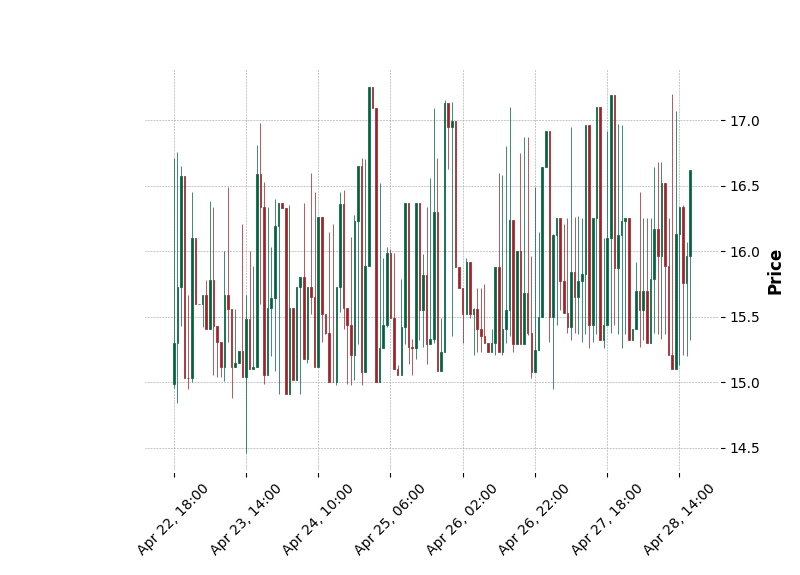 17.0
16.5
16.0
15.5
15.0
14.5
Price
Apr 22, 18:00
Apr 23, 14:00
Apr 24, 10:00
Apr 25, 06:00
Apr 26, 02:00
Apr 26, 22:00
Apr 27, 18:00
Apr 28, 14:00